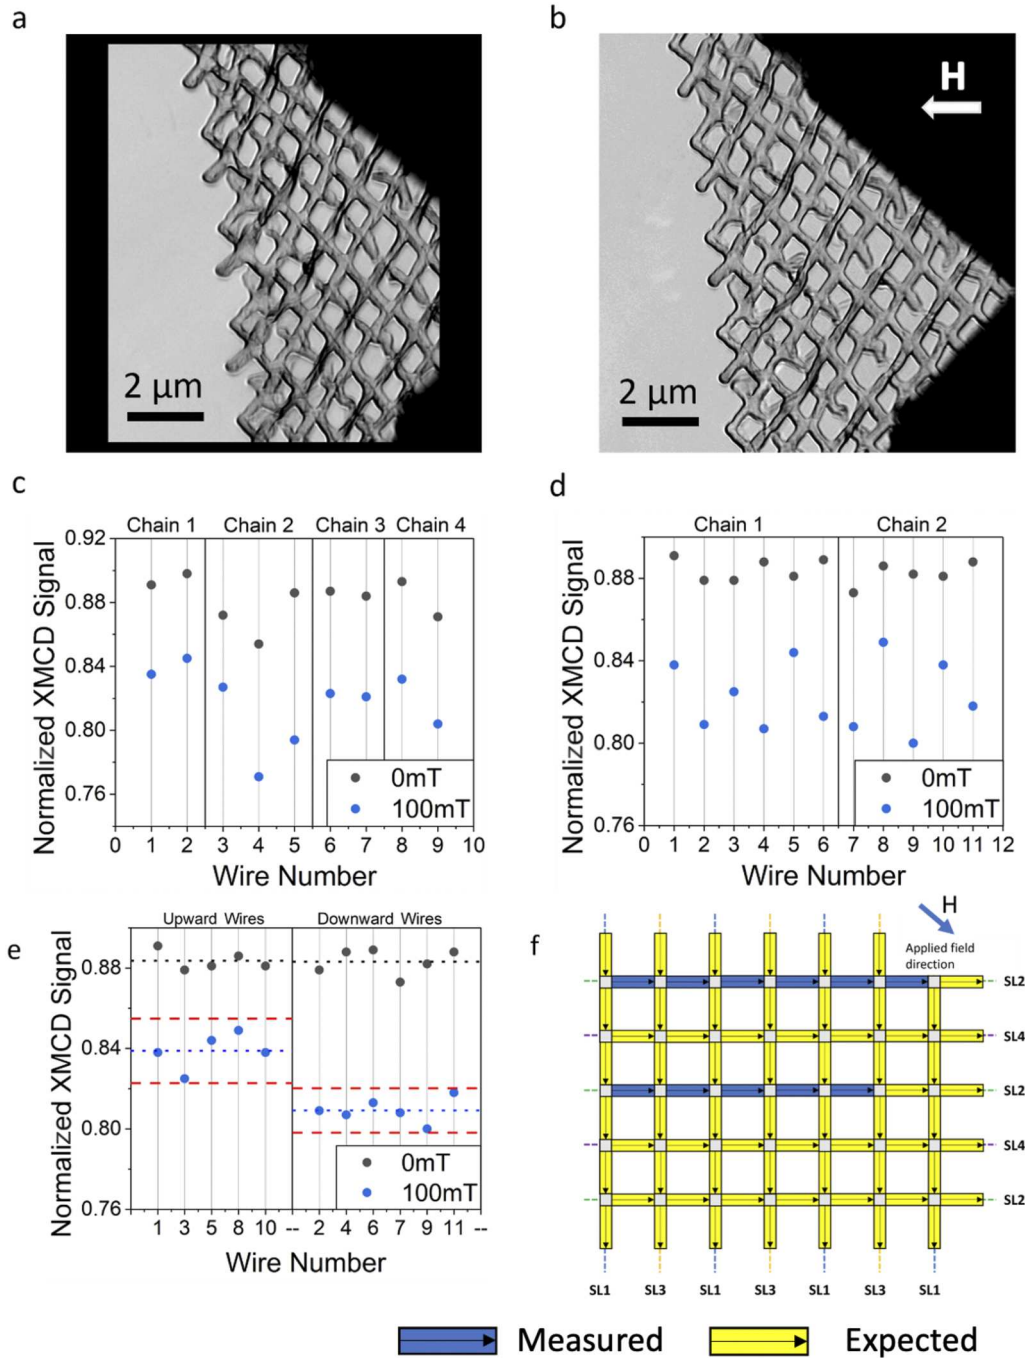 a
b
H
2 μm
2 μm
c
d
Chain 1 Chain 2 Chain 3 Chain 4
Normalized XMCD Signal
0.92
0.88
0.84
0.80
0.76
0mT
100mT
0 1 2 3 4 5 6 7 8 9 10
Wire Number
Chain 1 Chain 2
Normalized XMCD Signal
0.88
0.84
0.80
0.76
0mT
100mT
0 1 2 3 4 5 6 7 8 9 10 11 12
Wire Number
e
Upward Wires Downward Wires
Normalized XMCD Signal
0.88
0.84
0.80
0.76
0mT
100mT
1 3 5 8 10 -- 2 4 6 7 9 11 --
Wire Number
f
H
Applied field
direction
SL2
SL4
SL2
SL4
SL2
SL1 SL3 SL1 SL3 SL1 SL3 SL1
Measured Expected